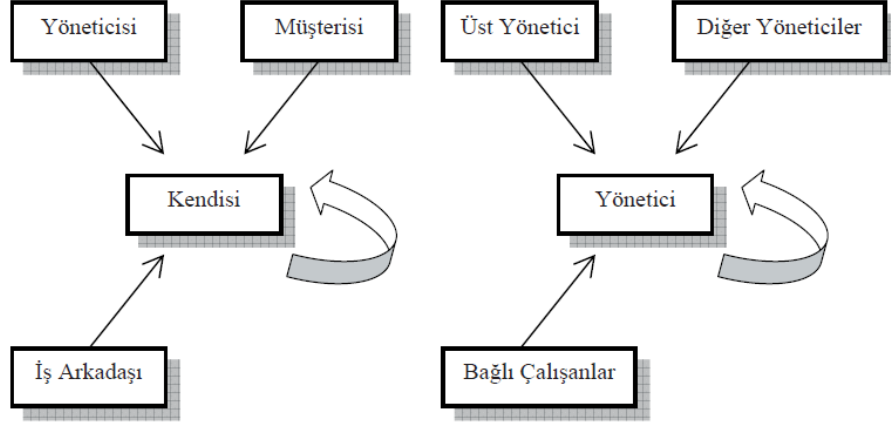 Yöneticisi
Müşterisi
Üst Yönetici
Diğer Yöneticiler
Kendisi
Yönetici
İş Arkadaşı
Bağlı Çalışanlar